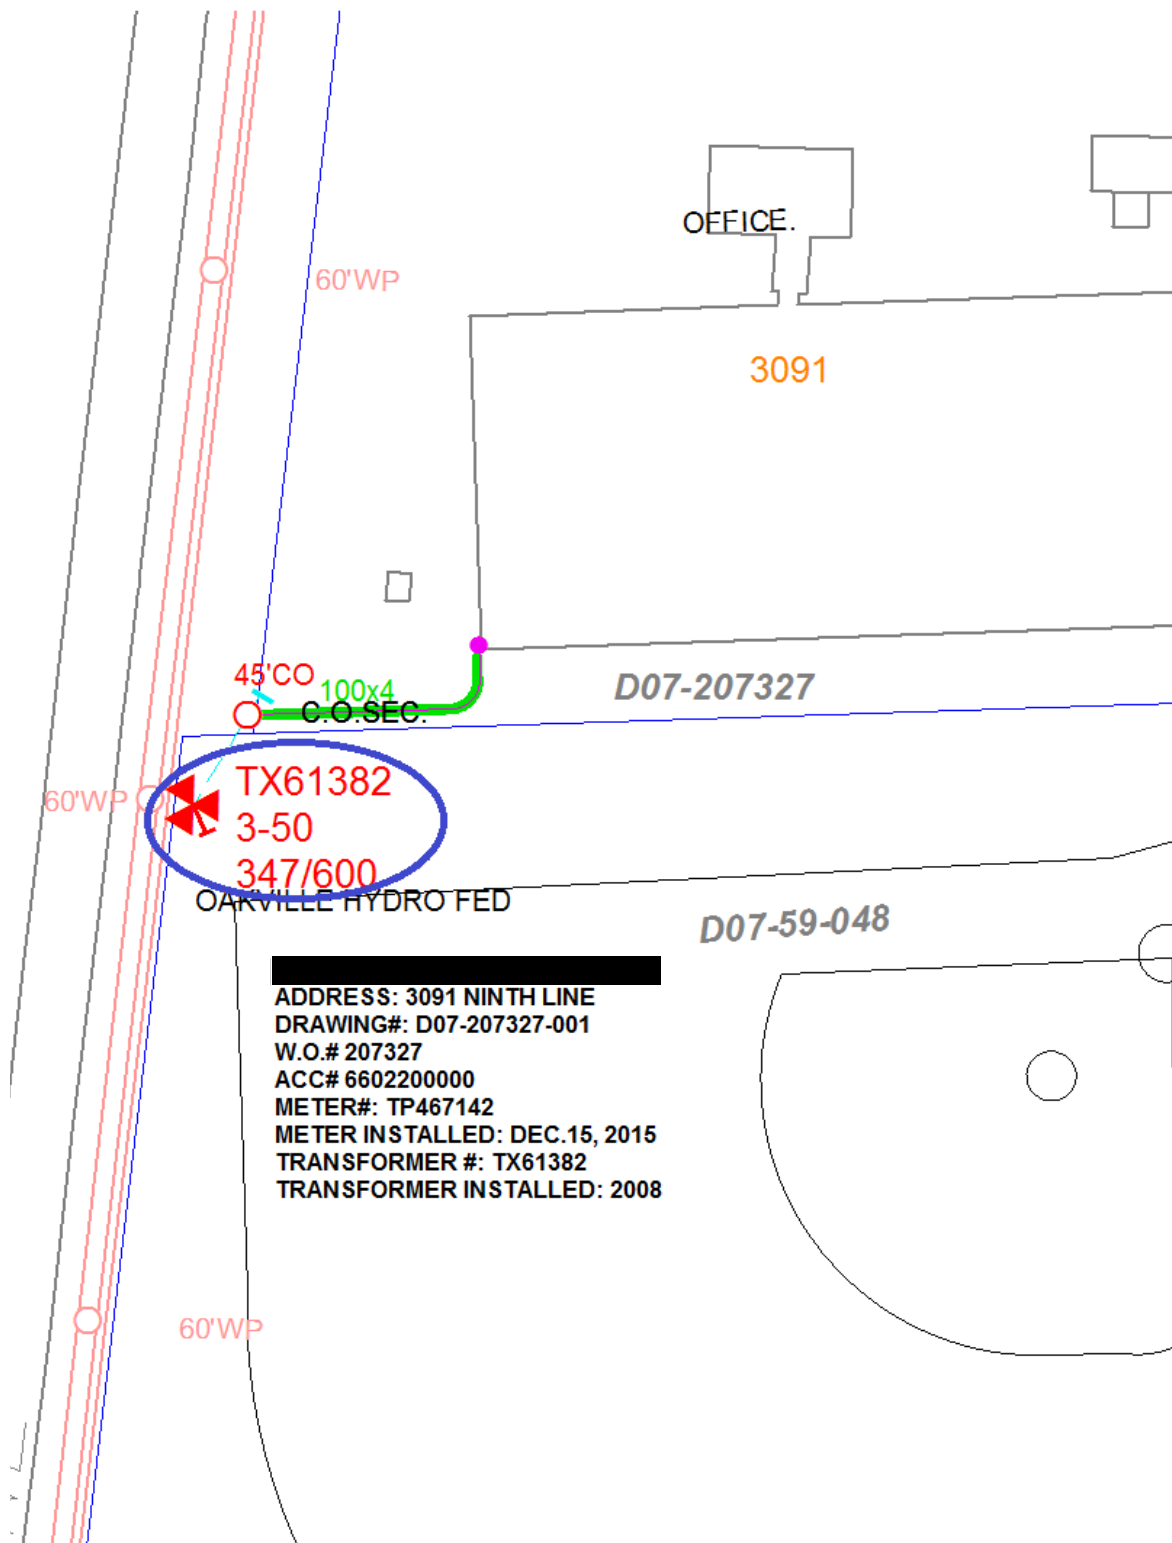 OFFICE.
60'WP
3091
45'CO
100x4
C.O.SEC.
D07-207327
60'WP
TX61382
3-50
347/600
OAKVILLE HYDRO FED
D07-59-048
ADDRESS: 3091 NINTH LINE
DRAWING#: D07-207327-001
W.O.# 207327
ACC# 6602200000
METER#: TP467142
METER INSTALLED: DEC.15, 2015
TRANSFORMER #: TX61382
TRANSFORMER INSTALLED: 2008
60'WP